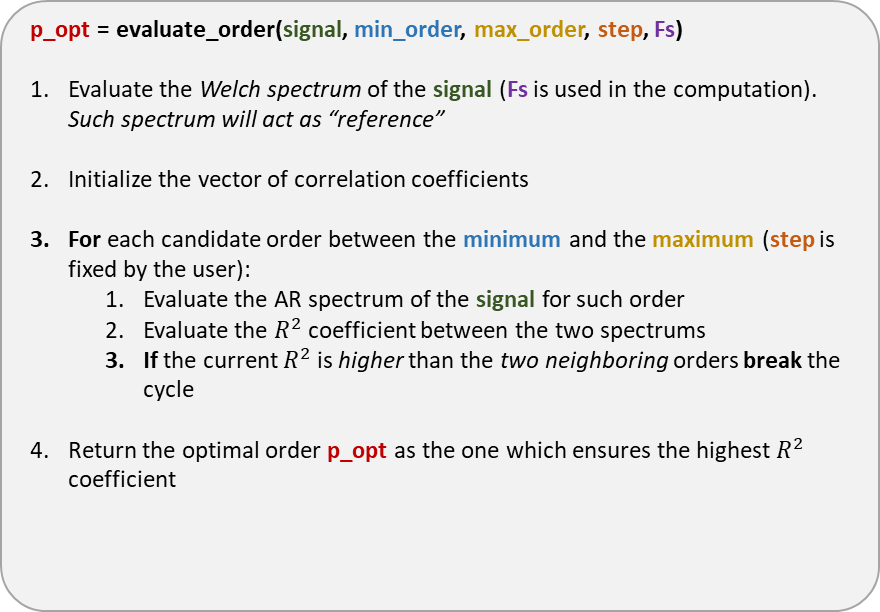 p_opt = evaluate_order(signal, min_order, max_order, step, Fs)
1. Evaluate the Welch spectrum of the signal (Fs is used in the computation).
Such spectrum will act as “reference”
2. Initialize the vector of correlation coefficients
3. For each candidate order between the minimum and the maximum (step is
fixed by the user):
1. Evaluate the AR spectrum of the signal for such order
2. Evaluate the R² coefficient between the two spectrums
3. If the current R² is higher than the two neighboring orders break the
cycle
4. Return the optimal order p_opt as the one which ensures the highest R²
coefficient